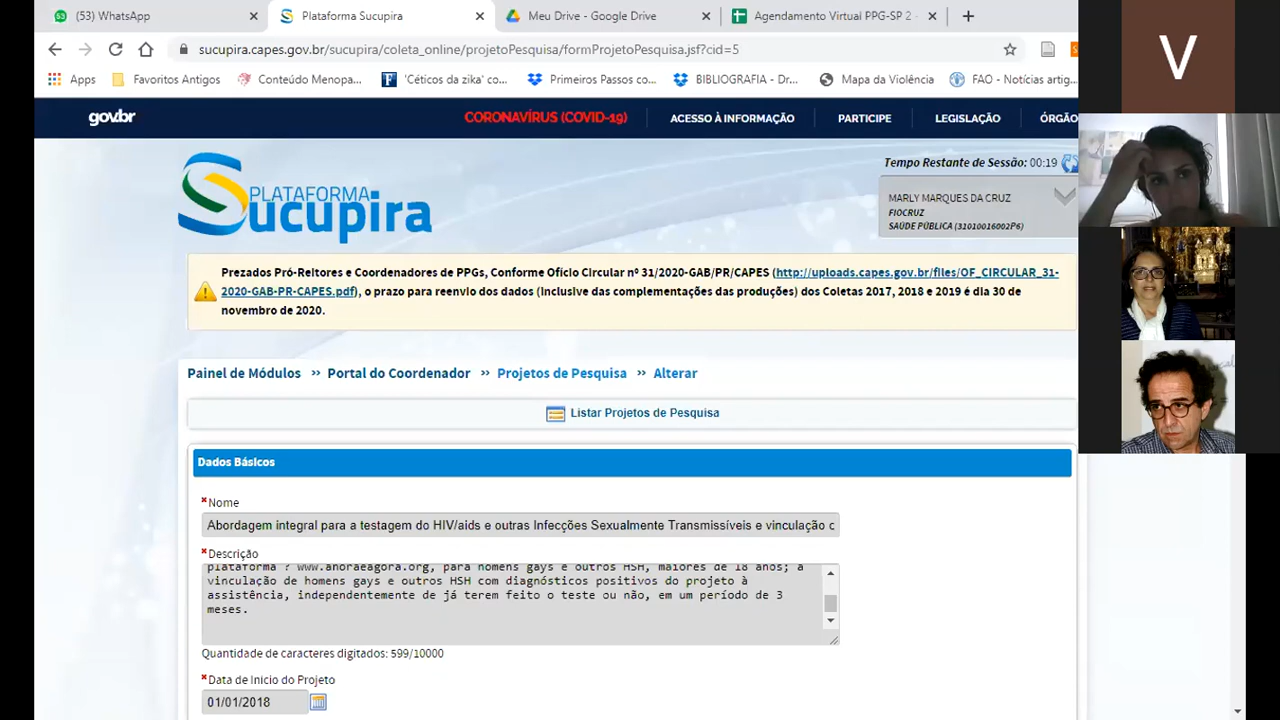 (53) WhatsApp
Plataforma Sucupira
Meu Drive - Google Drive
Agendamento Virtual PPG-SP 2 -
sucupira.capes.gov.br/sucupira/coleta_online/projetoPesquisa/formProjetoPesquisa.jsf?cid=5
Apps
Favoritos Antigos
Conteúdo Menopa...
'Céticos da zika' co...
Primeiros Passos co...
BIBLIOGRAFIA - Dr...
Mapa da Violência
FAO - Notícias artig...
gov.br
CORONAVÍRUS (COVID-19)
ACESSO À INFORMAÇÃO
PARTICIPE
LEGISLAÇÃO
ÓRGÃO
V
PLATAFORMA
Sucupira
Tempo Restante de Sessão: 00:19
MARLY MARQUES DA CRUZ
FIOCRUZ
SAÚDE PÚBLICA (31010016002P6)
Prezados Pró-Reitores e Coordenadores de PPGs, Conforme Ofício Circular nº 31/2020-GAB/PR/CAPES (http://uploads.capes.gov.br/files/OF_CIRCULAR_31-
2020-GAB-PR-CAPES.pdf), o prazo para reenvio dos dados (inclusive das complementações das produções) dos Coletas 2017, 2018 e 2019 é dia 30 de
novembro de 2020.
Painel de Módulos » Portal do Coordenador » Projetos de Pesquisa » Alterar
Listar Projetos de Pesquisa
Dados Básicos
*Nome
Abordagem integral para a testagem do HIV/aids e outras Infecções Sexualmente Transmissíveis e vinculação c
*Descrição
plataforma ? www.ahoraeagora.org, para homens gays e outros HSH, maiores de 18 anos; a
vinculação de homens gays e outros HSH com diagnósticos positivos do projeto à
assistência, independentemente de já terem feito o teste ou não, em um período de 3
meses.
Quantidade de caracteres digitados: 599/10000
*Data de Inicio do Projeto
01/01/2018